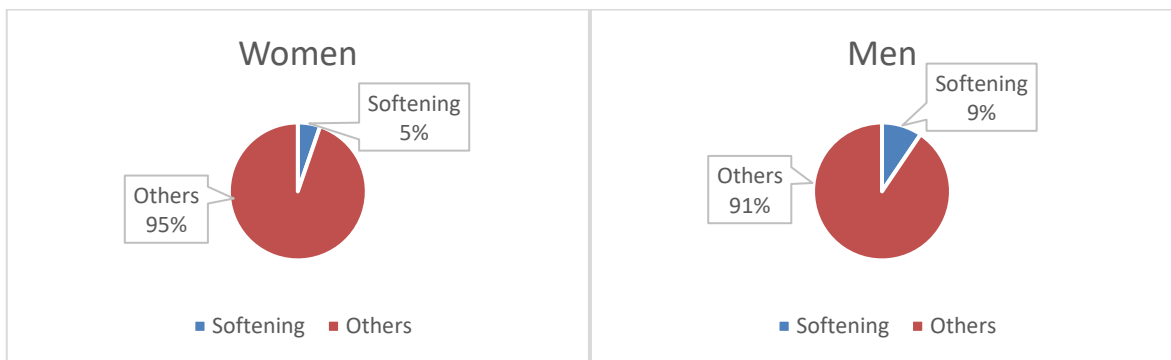 Women
Softening
5%
Others
95%
Softening Others
Men
Softening
9%
Others
91%
Softening Others